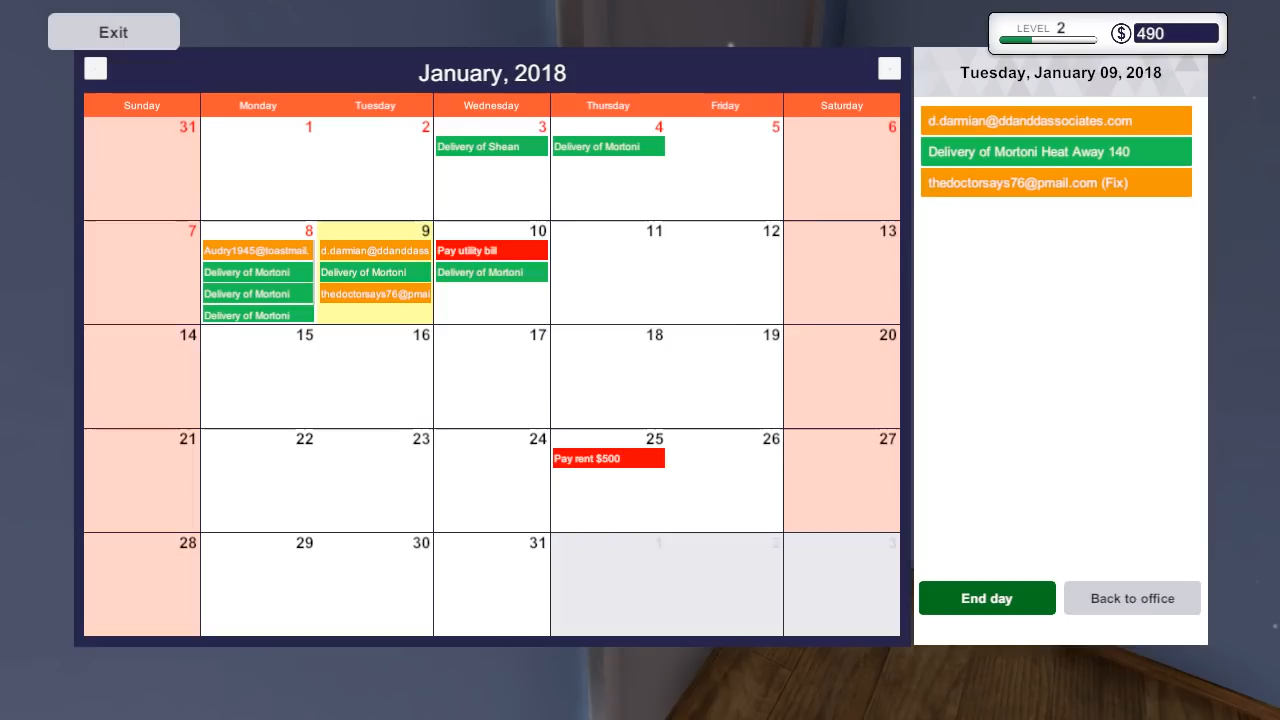 Exit
LEVEL 2
$ 490
January, 2018
Tuesday, January 09, 2018
Sunday Monday Tuesday Wednesday Thursday Friday Saturday
31 1 2 3 4 5 6
Delivery of Shean
Delivery of Mortoni
7 8 9 10 11 12 13
Audry1945@toastmail.
Delivery of Mortoni
Delivery of Mortoni
Delivery of Mortoni
d.darmian@ddanddass
Delivery of Mortoni
thedoctorsays76@pmai
Pay utility bill
Delivery of Mortoni
14 15 16 17 18 19 20
21 22 23 24 25 26 27
Pay rent $500
28 29 30 31 1 2 3
d.darmian@ddanddassociates.com
Delivery of Mortoni Heat Away 140
thedoctorsays76@pmail.com (Fix)
End day
Back to office